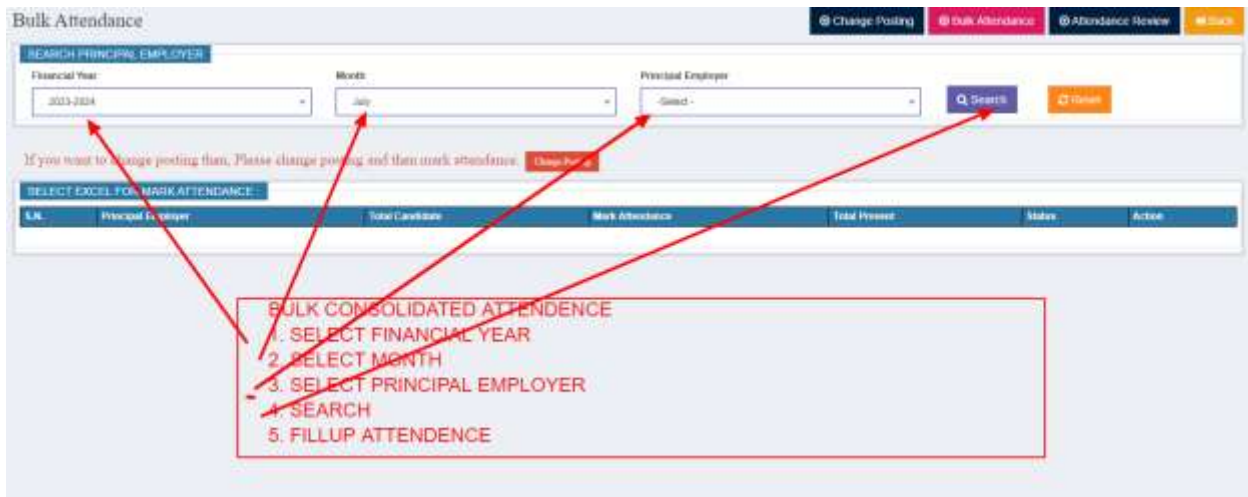 Bulk Attendance
Change Posting
Bulk Attendance
Attendance Review
Back
SEARCH PRINCIPAL EMPLOYER
Financial Year
Month
Principal Employer
2023-2024
July
-Select -
Search
Reset
If you want to change posting than, Please change posting and then mark attendance.
Change Posting
SELECT EXCEL FOR MARK ATTENDANCE
S.N.
Principal Employer
Total Candidate
Mark Attendance
Total Present
Status
Action
BULK CONSOLIDATED ATTENDENCE
1. SELECT FINANCIAL YEAR
2. SELECT MONTH
3. SELECT PRINCIPAL EMPLOYER
4. SEARCH
5. FILLUP ATTENDENCE